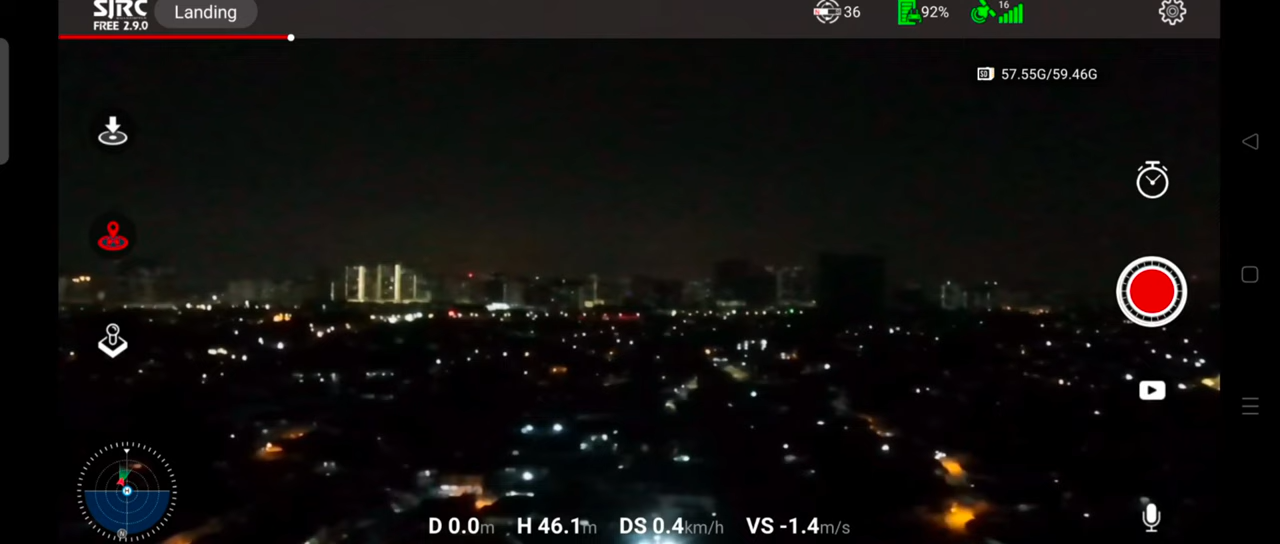 SJRC
FREE 2.9.0
Landing
36
92%
16
57.55G/59.46G
D 0.0m H 46.1m DS 0.4km/h VS -1.4m/s